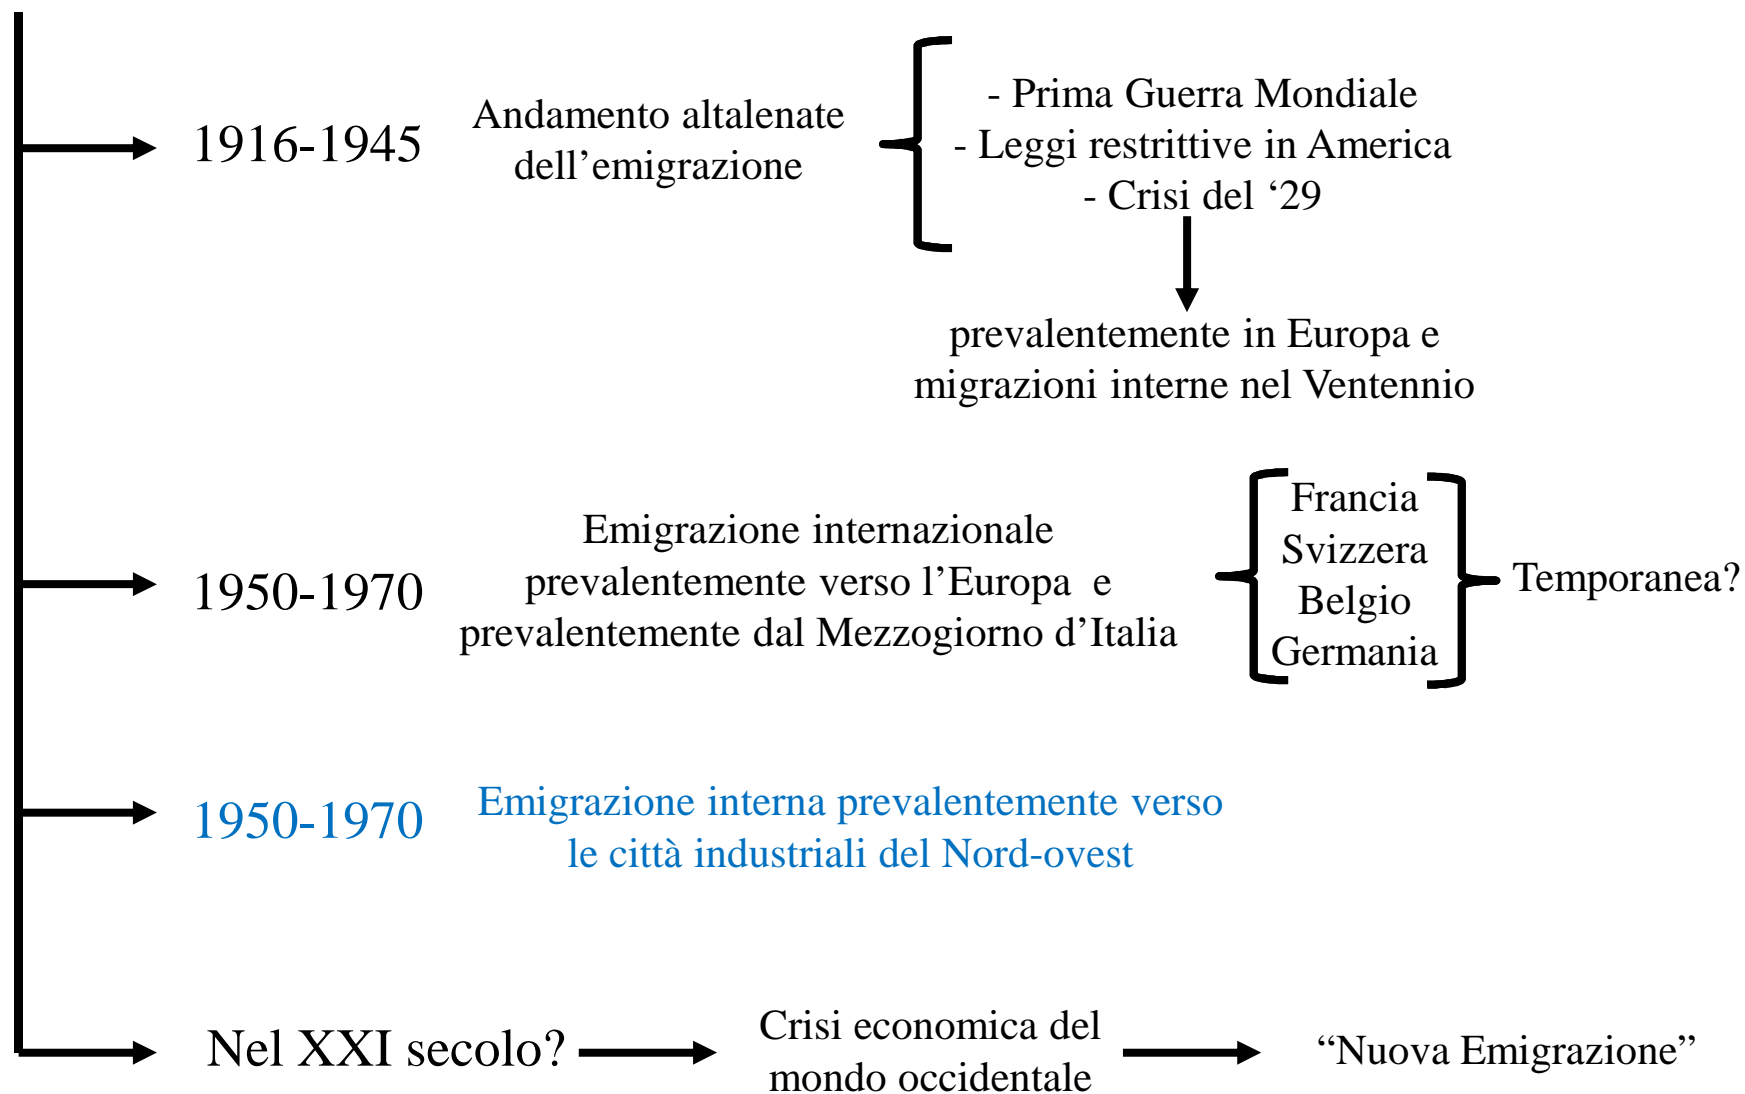 1916-1945
Andamento altalenate
dell’emigrazione
- Prima Guerra Mondiale
- Leggi restrittive in America
- Crisi del ‘29
prevalentemente in Europa e
migrazioni interne nel Ventennio
1950-1970
Emigrazione internazionale
prevalentemente verso l’Europa e
prevalentemente dal Mezzogiorno d’Italia
Francia
Svizzera
Belgio
Germania
Temporanea?
1950-1970
Emigrazione interna prevalentemente verso
le città industriali del Nord-ovest
Nel XXI secolo?
Crisi economica del
mondo occidentale
“Nuova Emigrazione”